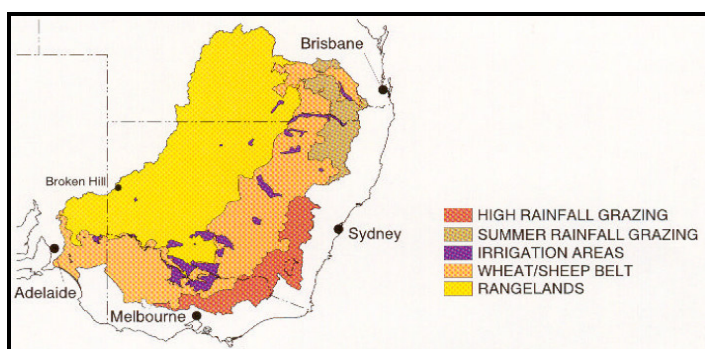 Brisbane
Broken Hill
Sydney
Adelaide
Melbourne
HIGH RAINFALL GRAZING
SUMMER RAINFALL GRAZING
IRRIGATION AREAS
WHEAT/SHEEP BELT
RANGELANDS